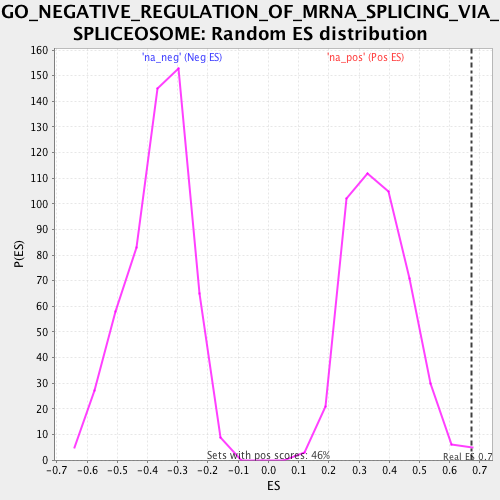 GO_NEGATIVE_REGULATION_OF_MRNA_SPLICING_VIA_
SPLICEOSOME: Random ES distribution
'na_neg' (Neg ES) 'na_pos' (Pos ES)
160
150
140
130
120
110
100
90
80
70
60
50
40
30
20
10
0
P(ES)
Sets with pos scores: 46%
Real ES 0.7
-0.7 -0.6 -0.5 -0.4 -0.3 -0.2 -0.1 0.0 0.1 0.2 0.3 0.4 0.5 0.6 0.7
ES